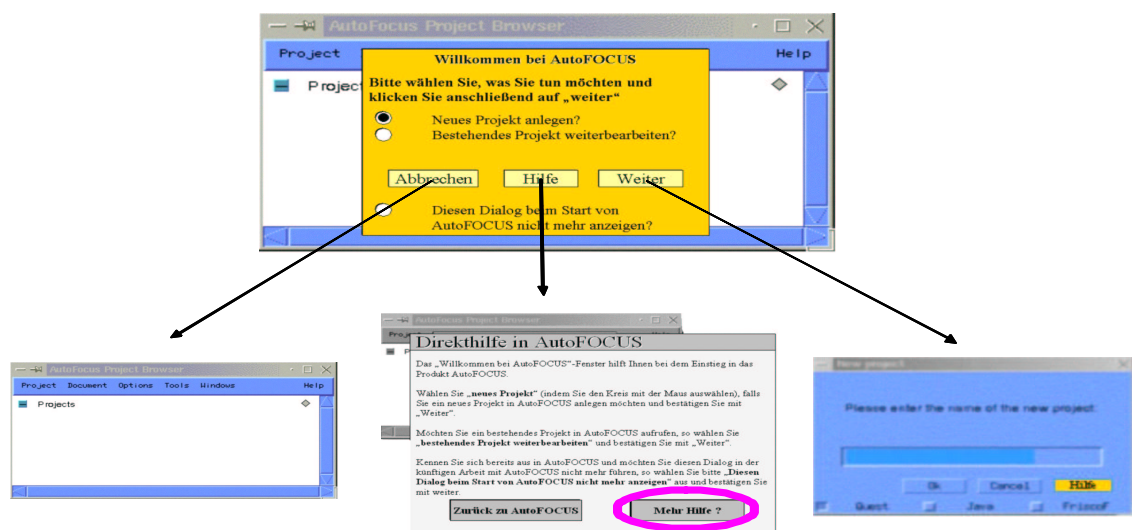 AutoFocus Project Browser
Project
Help
Willkommen bei AutoFOCUS
Project
Bitte wählen Sie, was Sie tun möchten und
klicken Sie anschließend auf „weiter“
Neues Projekt anlegen?
Bestehendes Projekt weiterbearbeiten?
Abbrechen Hilfe Weiter
Diesen Dialog beim Start von
AutoFOCUS nicht mehr anzeigen?
AutoFocus Project Browser
Project Document Options Tools Windows Help
Projects
AutoFocus Project Browser
Direkthilfe in AutoFOCUS
Das „Willkommen bei AutoFOCUS“-Fenster hilft Ihnen bei dem Einstieg in das
Produkt AutoFOCUS.
Wählen Sie „neues Projekt“ (indem Sie den Kreis mit der Maus auswählen), falls
Sie ein neues Projekt in AutoFOCUS anlegen möchten und bestätigen Sie mit
„Weiter“.
Möchten Sie ein bestehendes Projekt in AutoFOCUS aufrufen, so wählen Sie
„bestehendes Projekt weiterbearbeiten“ und bestätigen Sie mit „Weiter“.
Kennen Sie sich bereits aus in AutoFOCUS und möchten Sie diesen Dialog in der
künftigen Arbeit mit AutoFOCUS nicht mehr führen, so wählen Sie bitte „Diesen
Dialog beim Start von AutoFOCUS nicht mehr anzeigen“ aus und bestätigen Sie
mit weiter.
Zurück zu AutoFOCUS Mehr Hilfe ?
New project
Please enter the name of the new project:
Ok Cancel Hilfe
Quest Java FriscoF